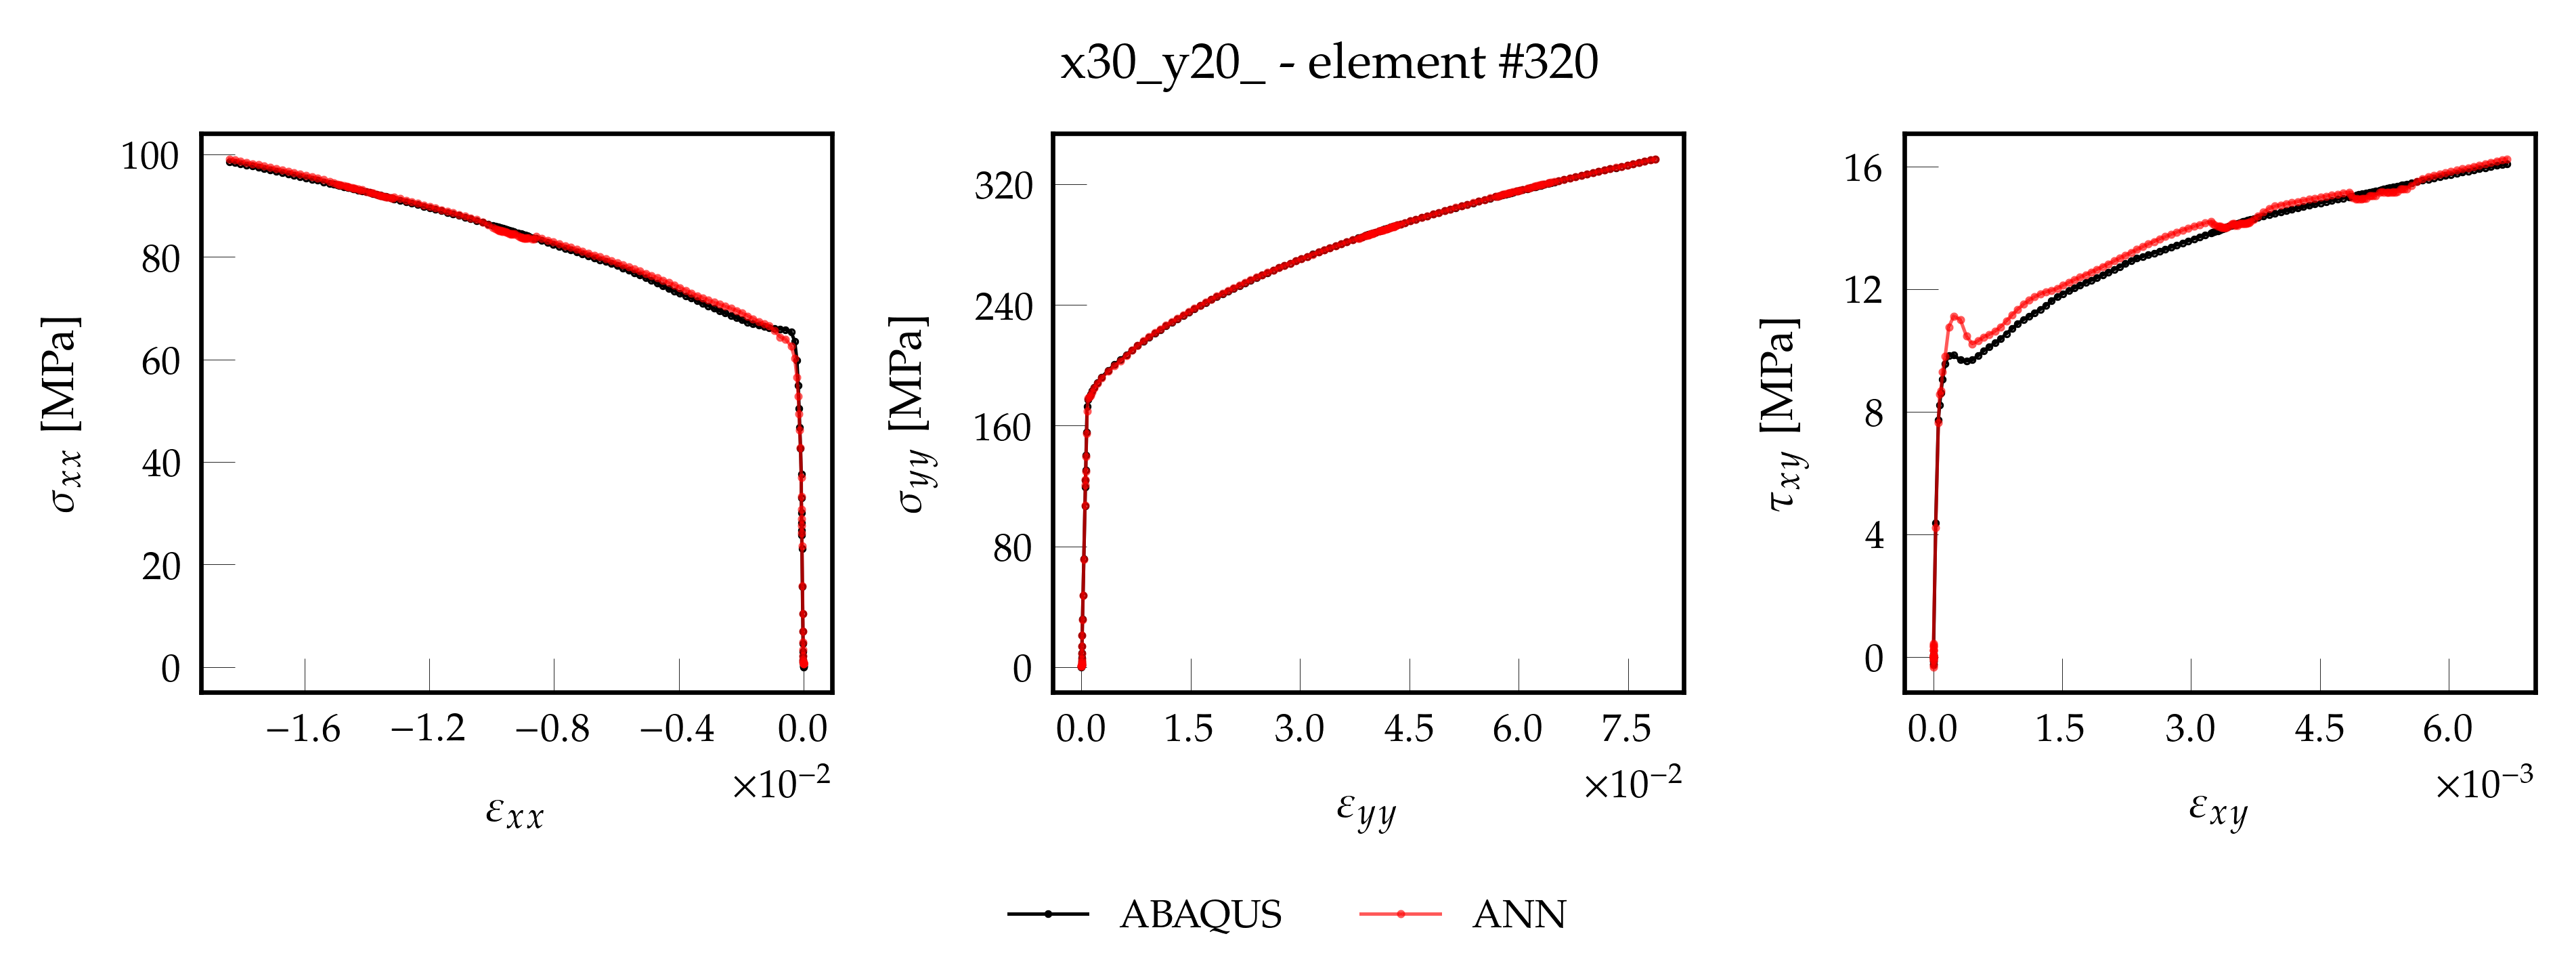 x30_y20_ - element #320
100
80
60
40
20
0
σxx [MPa]
−1.6 −1.2 −0.8 −0.4 0.0
×10−2
εxx
320
240
160
80
0
σyy [MPa]
0.0 1.5 3.0 4.5 6.0 7.5
×10−2
εyy
16
12
8
4
0
τxy [MPa]
0.0 1.5 3.0 4.5 6.0
×10−3
εxy
ABAQUS ANN